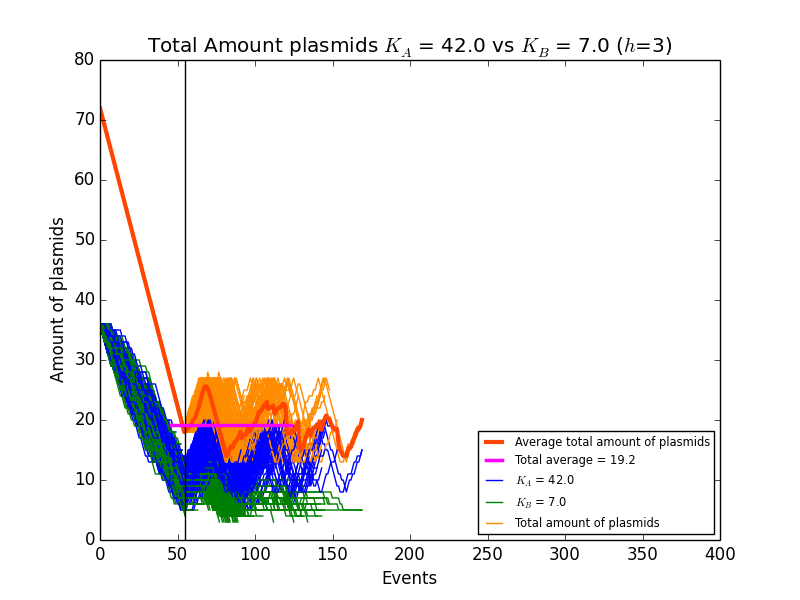 Total Amount plasmids K_A = 42.0 vs K_B = 7.0 (h=3)
Amount of plasmids
80
70
60
50
40
30
20
10
0
0 50 100 150 200 250 300 350 400
Events
Average total amount of plasmids
Total average = 19.2
K_A = 42.0
K_B = 7.0
Total amount of plasmids